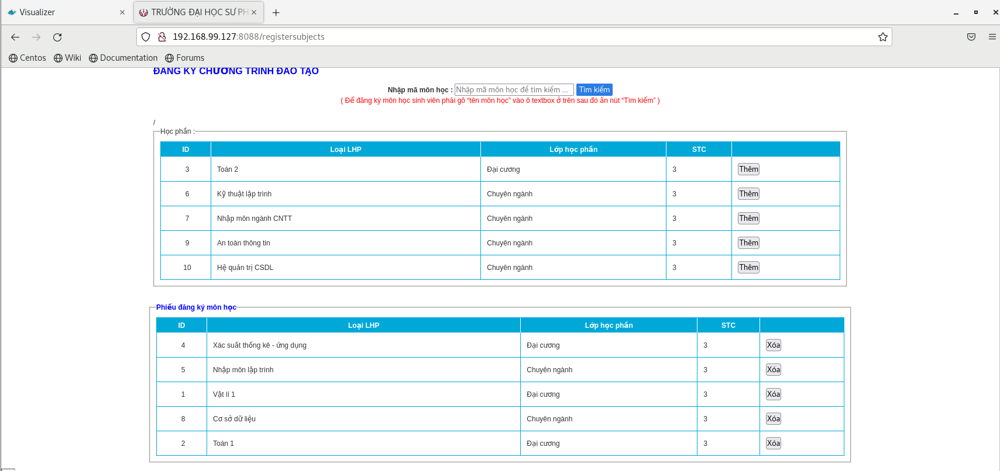 Visualizer
TRƯỜNG ĐẠI HỌC SƯ PH
192.168.99.127:8088/registersubjects
Centos Wiki Documentation Forums
ĐĂNG KÝ CHƯƠNG TRÌNH ĐÀO TẠO
Nhập mã môn học : Nhập mã môn học để tìm kiếm ... Tìm kiếm
( Để đăng ký môn học sinh viên phải gõ “tên môn học” vào ô textbox ở trên sau đó ấn nút “Tìm kiếm” )
/
Học phần :
ID Loại LHP Lớp học phần STC
3 Toán 2 Đại cương 3 Thêm
6 Kỹ thuật lập trình Chuyên ngành 3 Thêm
7 Nhập môn ngành CNTT Chuyên ngành 3 Thêm
9 An toàn thông tin Chuyên ngành 3 Thêm
10 Hệ quản trị CSDL Chuyên ngành 3 Thêm
Phiếu đăng ký môn học
ID Loại LHP Lớp học phần STC
4 Xác suất thống kê - ứng dụng Đại cương 3 Xóa
5 Nhập môn lập trình Chuyên ngành 3 Xóa
1 Vật lí 1 Đại cương 3 Xóa
8 Cơ sở dữ liệu Chuyên ngành 3 Xóa
2 Toán 1 Đại cương 3 Xóa